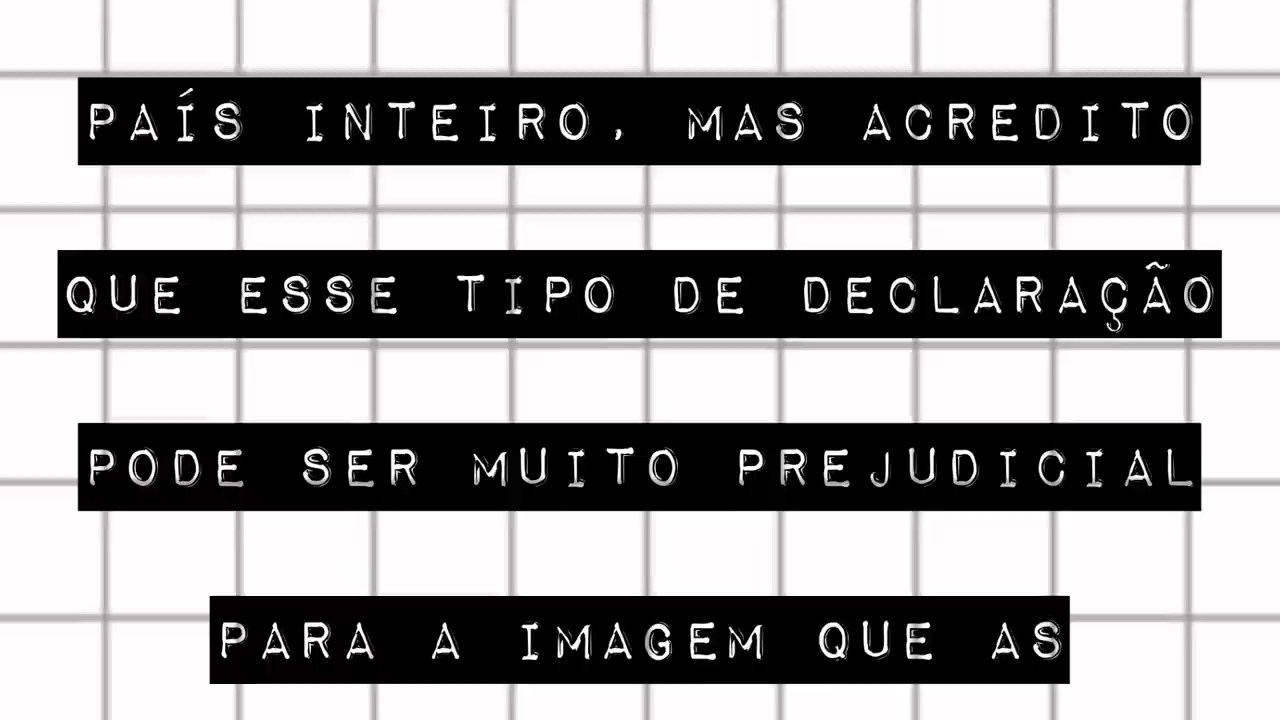 PAÍS INTEIRO, MAS ACREDITO
QUE ESSE TIPO DE DECLARAÇÃO
PODE SER MUITO PREJUDICIAL
PARA A IMAGEM QUE AS